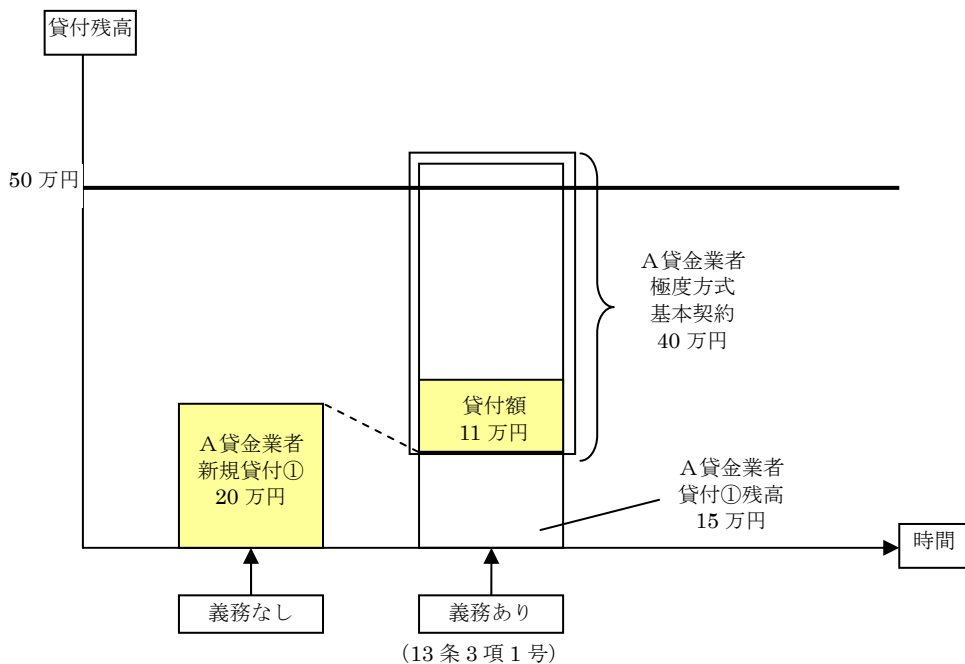 貸付残高
50 万円
A貸金業者
極度方式
基本契約
40 万円
貸付額
11 万円
A貸金業者
新規貸付①
20 万円
A貸金業者
貸付①残高
15 万円
時間
義務なし
義務あり
(13 条 3 項 1 号)